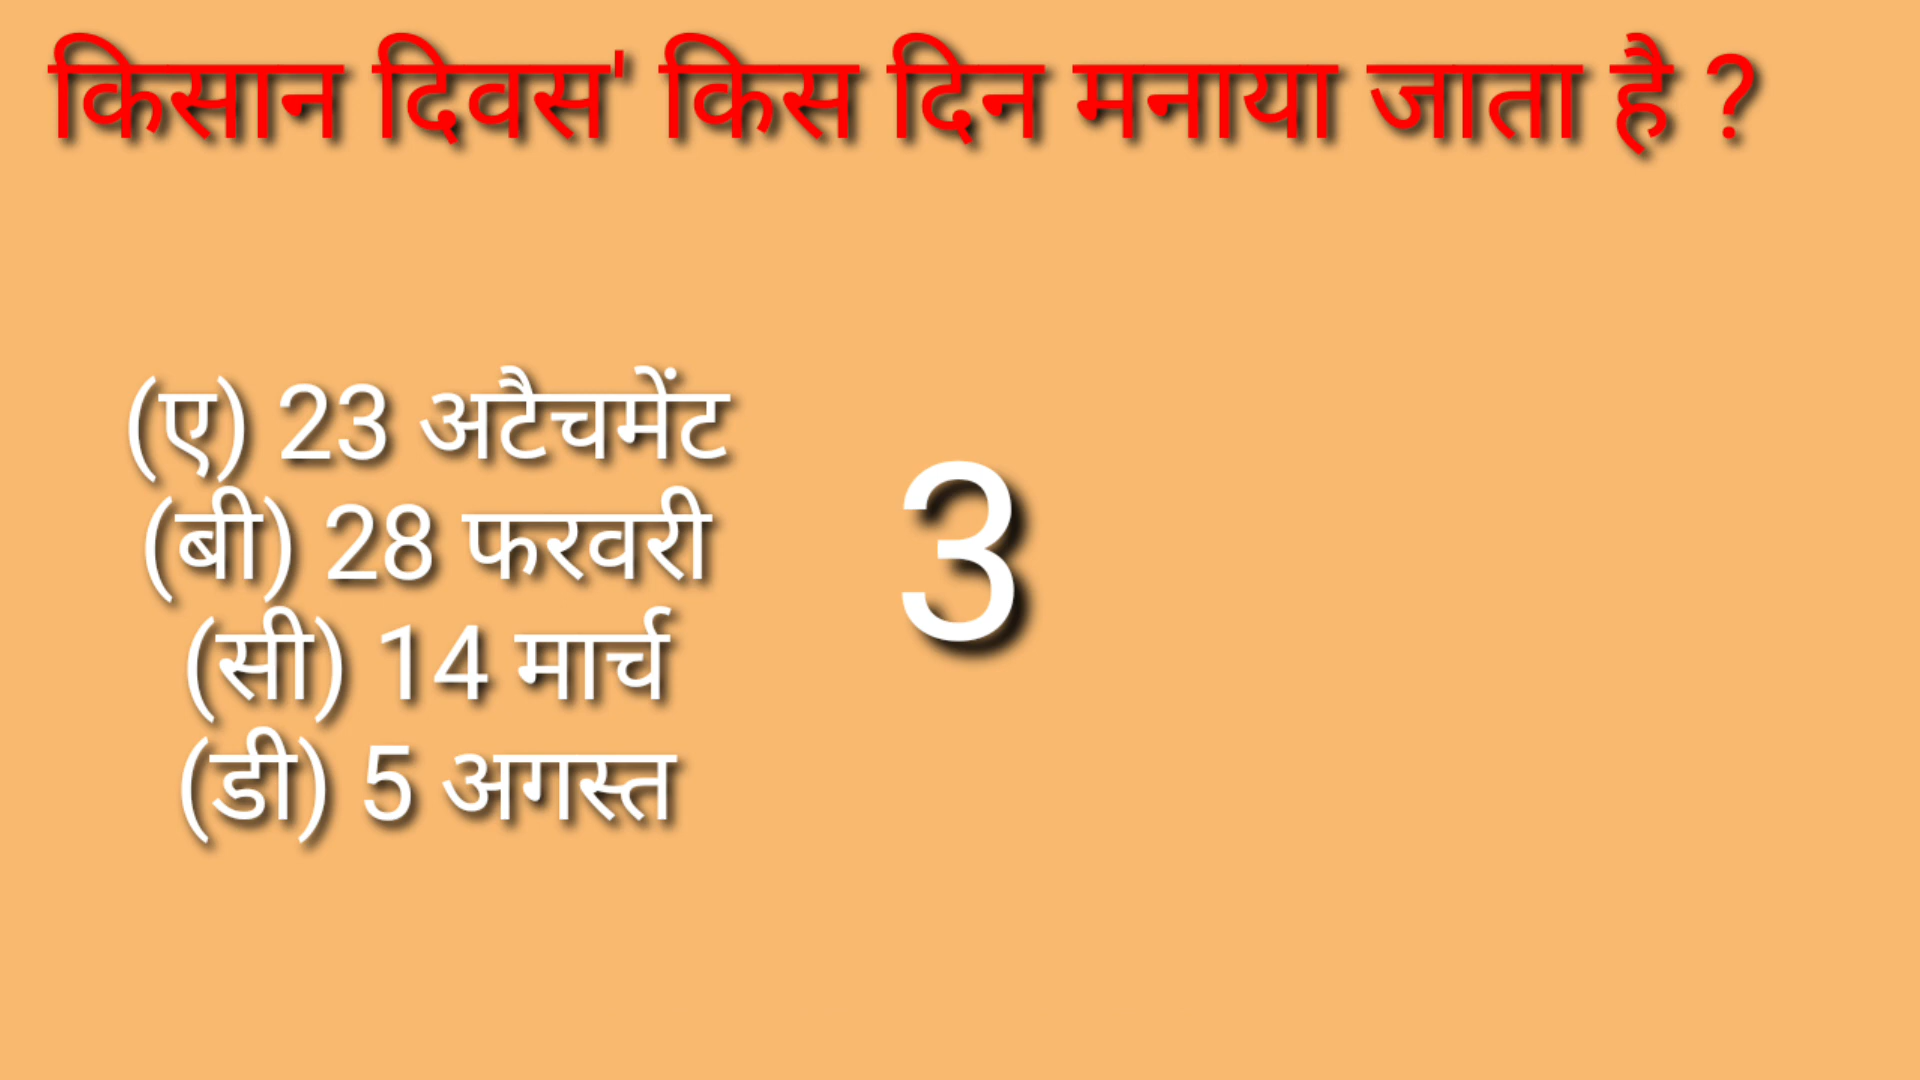 किसान दिवस' किस दिन मनाया जाता है ?
(ए) 23 अटैचमेंट
(बी) 28 फरवरी
(सी) 14 मार्च
(डी) 5 अगस्त
3